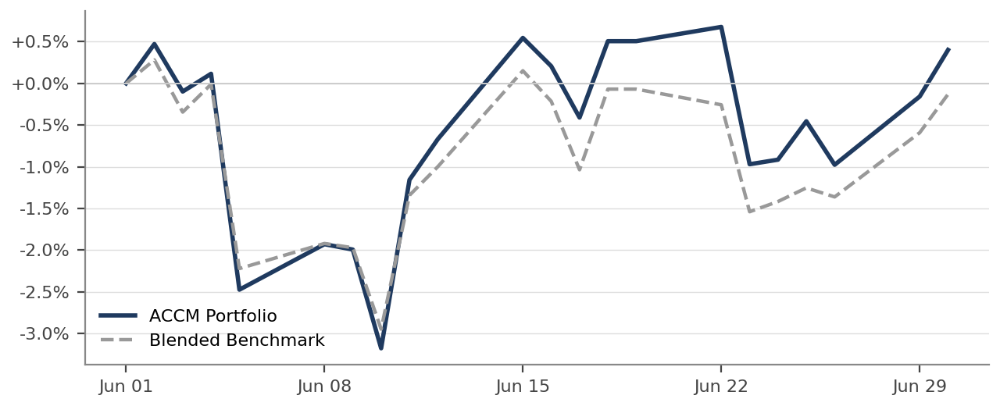 +0.5%
+0.0%
-0.5%
-1.0%
-1.5%
-2.0%
-2.5%
-3.0%
ACCM Portfolio
Blended Benchmark
Jun 01 Jun 08 Jun 15 Jun 22 Jun 29